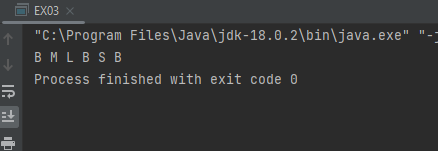 EX03
"C:\Program Files\Java\jdk-18.0.2\bin\java.exe" "-j
B M L B S B
Process finished with exit code 0